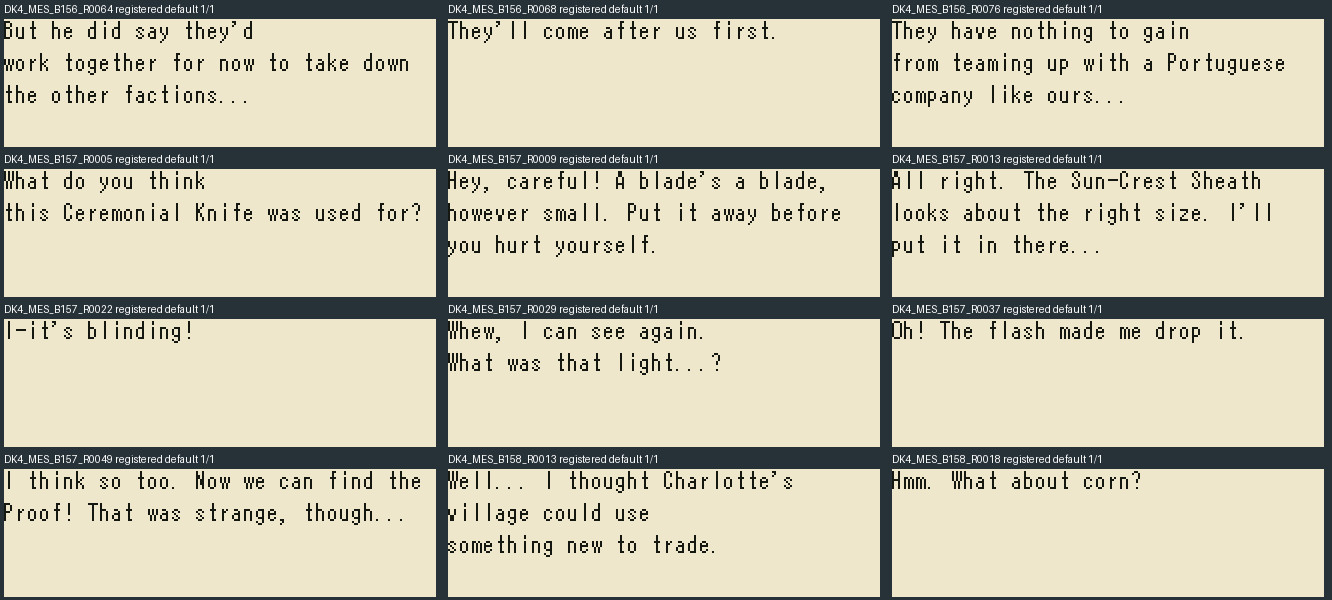 DK4_MES_B156_R0064 registered default 1/1
But he did say they'd
work together for now to take down
the other factions...
DK4_MES_B156_R0068 registered default 1/1
They'll come after us first.
DK4_MES_B156_R0076 registered default 1/1
They have nothing to gain
from teaming up with a Portuguese
company like ours...
DK4_MES_B157_R0005 registered default 1/1
What do you think
this Ceremonial Knife was used for?
DK4_MES_B157_R0009 registered default 1/1
Hey, careful! A blade's a blade,
however small. Put it away before
you hurt yourself.
DK4_MES_B157_R0013 registered default 1/1
All right. The Sun-Crest Sheath
looks about the right size. I'll
put it in there...
DK4_MES_B157_R0022 registered default 1/1
I-it's blinding!
DK4_MES_B157_R0029 registered default 1/1
Whew, I can see again.
What was that light...?
DK4_MES_B157_R0037 registered default 1/1
Oh! The flash made me drop it.
DK4_MES_B157_R0049 registered default 1/1
I think so too. Now we can find the
Proof! That was strange, though...
DK4_MES_B158_R0013 registered default 1/1
Well... I thought Charlotte's
village could use
something new to trade.
DK4_MES_B158_R0018 registered default 1/1
Hmm. What about corn?